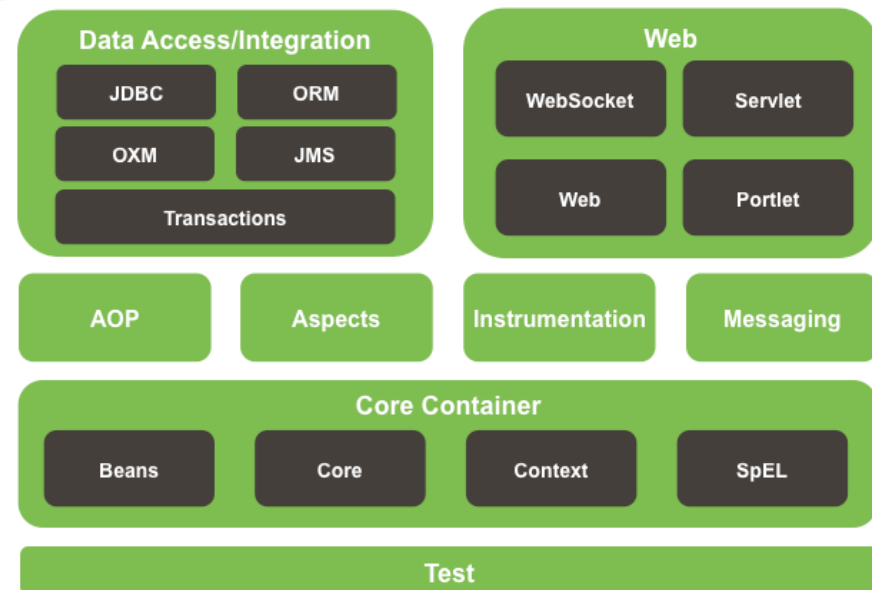 Data Access/Integration
JDBC
ORM
OXM
JMS
Transactions
Web
WebSocket
Servlet
Web
Portlet
AOP
Aspects
Instrumentation
Messaging
Core Container
Beans
Core
Context
SpEL
Test